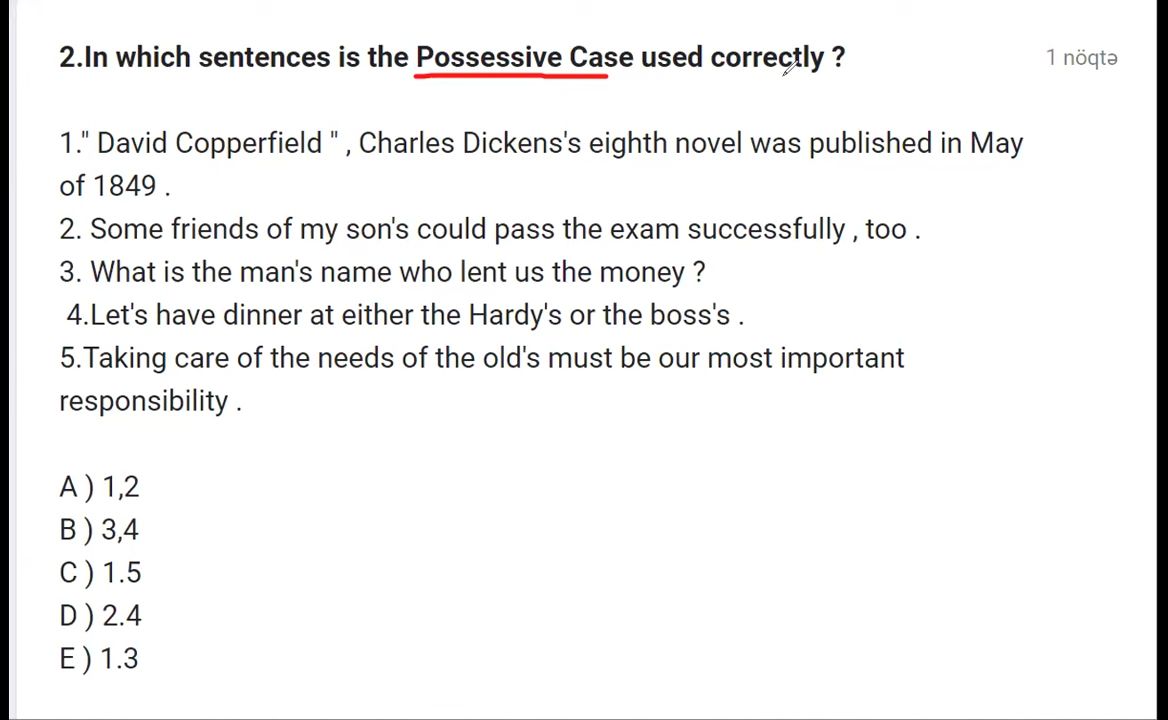 2.In which sentences is the Possessive Case used correctly ?
1 nöqtə
1." David Copperfield " , Charles Dickens's eighth novel was published in May
of 1849 .
2. Some friends of my son's could pass the exam successfully , too .
3. What is the man's name who lent us the money ?
4.Let's have dinner at either the Hardy's or the boss's .
5.Taking care of the needs of the old's must be our most important
responsibility .
A ) 1,2
B ) 3,4
C ) 1.5
D ) 2.4
E ) 1.3